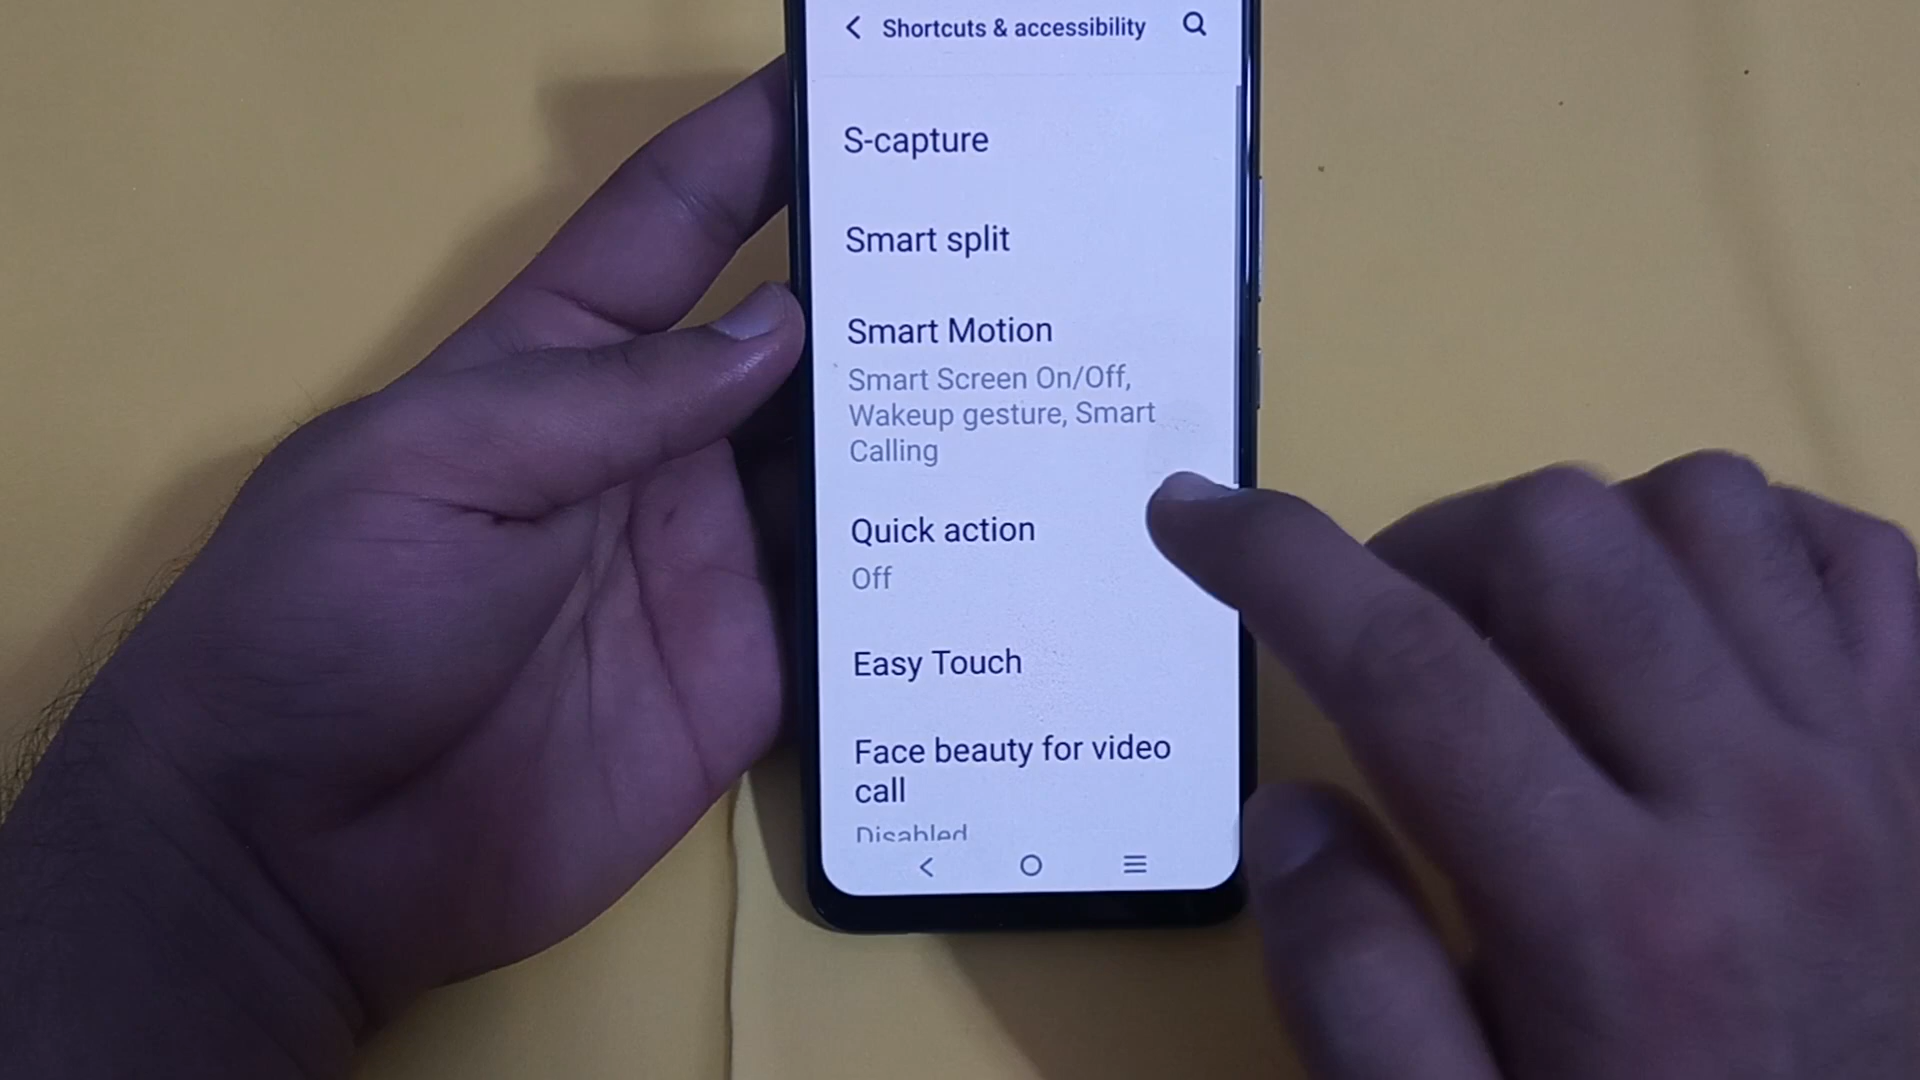 Shortcuts & accessibility
S-capture
Smart split
Smart Motion
Smart Screen On/Off,
Wakeup gesture, Smart
Calling
Quick action
Off
Easy Touch
Face beauty for video
call
Disabled